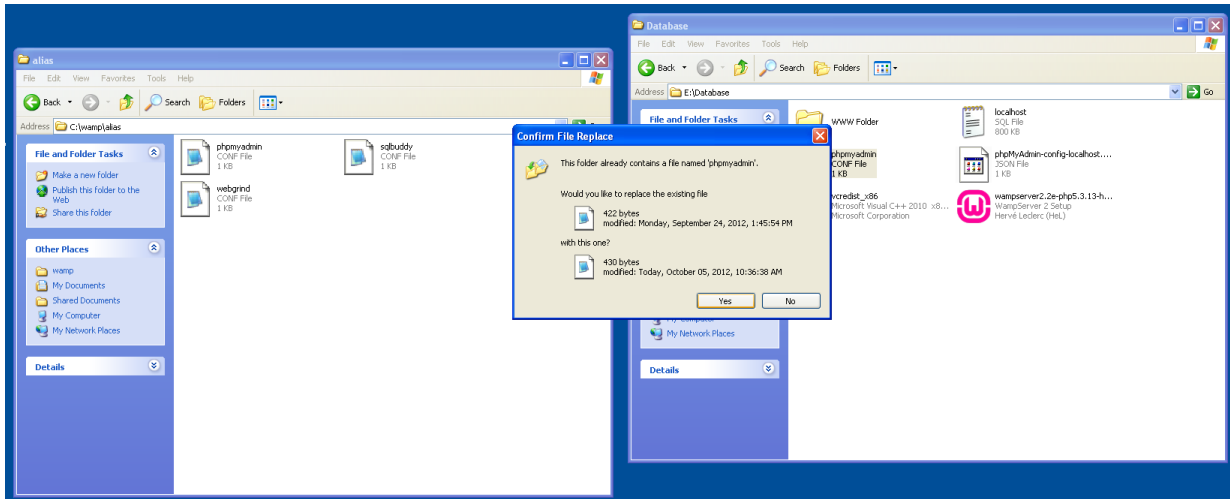 alias
File Edit View Favorites Tools Help
Back
Search
Folders
Address C:\wamp\alias
File and Folder Tasks
Make a new folder
Publish this folder to the
Web
Share this folder
Other Places
wamp
My Documents
Shared Documents
My Computer
My Network Places
Details
phpmyadmin
CONF File
1 KB
sqlbuddy
CONF File
1 KB
webgrind
CONF File
1 KB
Confirm File Replace
This folder already contains a file named 'phpmyadmin'.
Would you like to replace the existing file
422 bytes
modified: Monday, September 24, 2012, 1:45:54 PM
with this one?
430 bytes
modified: Today, October 05, 2012, 10:36:38 AM
Yes
No
Database
File Edit View Favorites Tools Help
Back
Search
Folders
Address E:\Database
Go
File and Folder Tasks
My Network Places
Details
WWW Folder
localhost
SQL File
800 KB
phpmyadmin
CONF File
1 KB
phpMyAdmin-config-localhost....
JSON File
1 KB
vcredist_x86
Microsoft Visual C++ 2010 x8...
Microsoft Corporation
wampserver2.2e-php5.3.13-h...
WampServer 2 Setup
Hervé Leclerc (HeL)